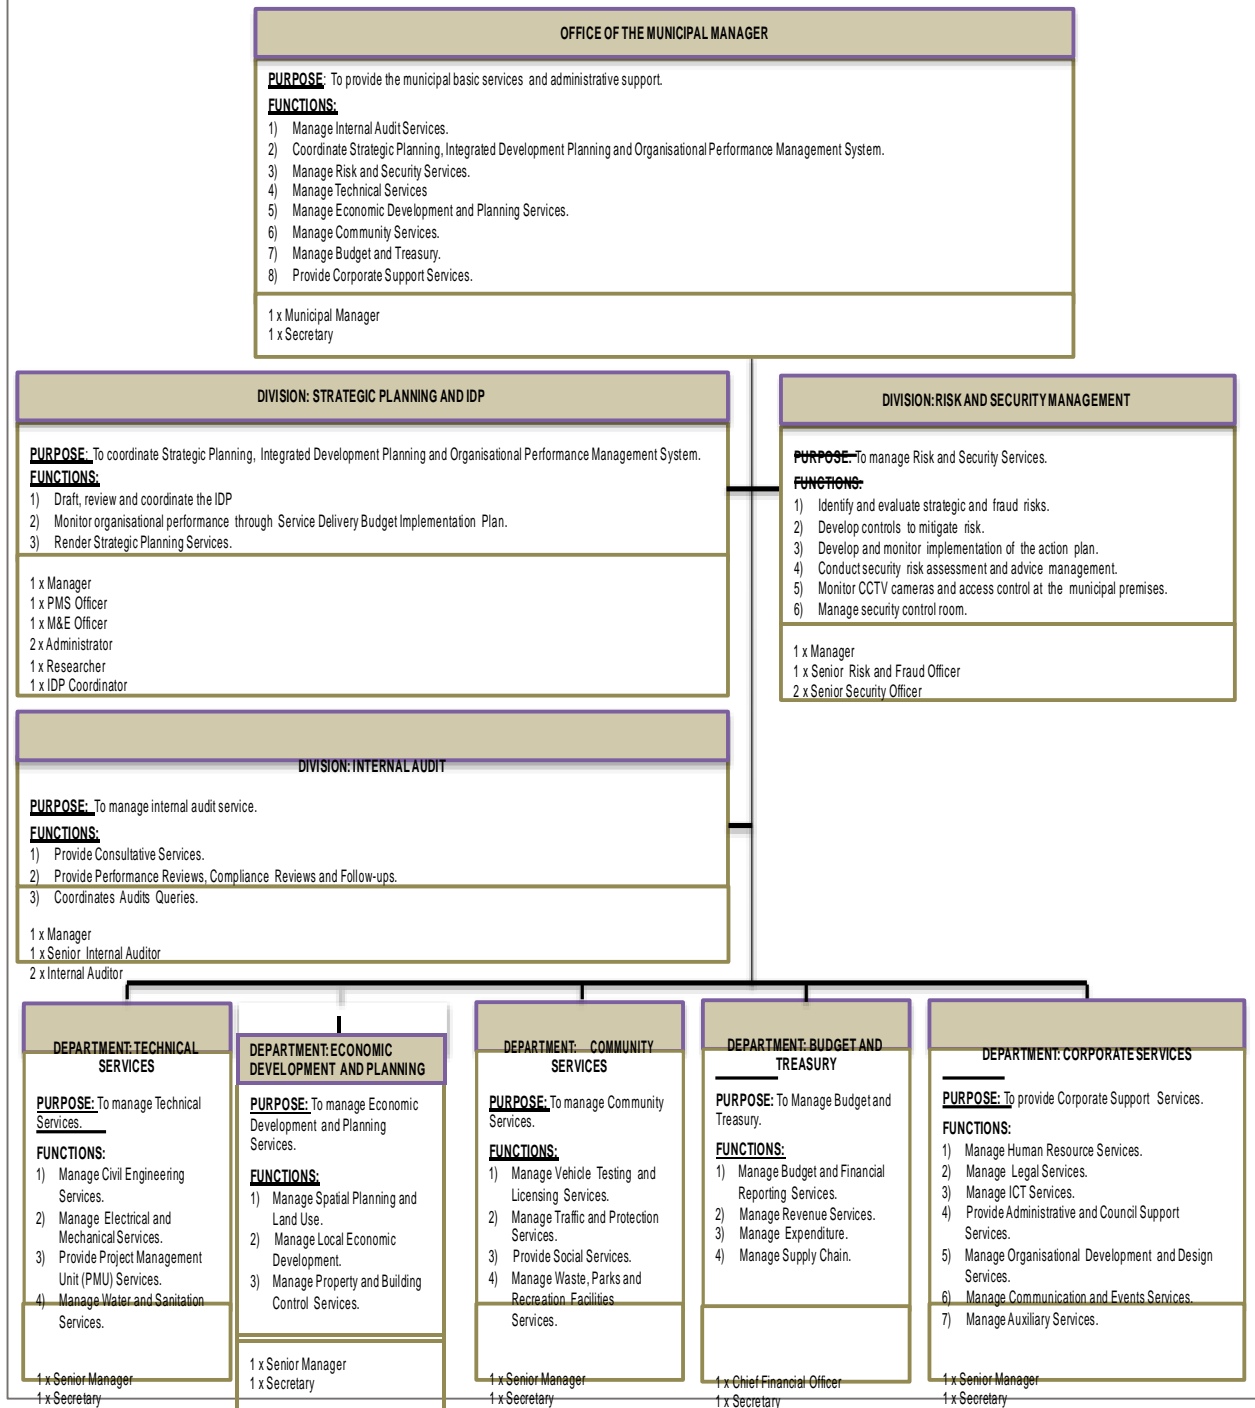 OFFICE OF THE MUNICIPAL MANAGER
PURPOSE: To provide the municipal basic services and administrative support.
FUNCTIONS:
1) Manage Internal Audit Services.
2) Coordinate Strategic Planning, Integrated Development Planning and Organisational Performance Management System.
3) Manage Risk and Security Services.
4) Manage Technical Services
5) Manage Economic Development and Planning Services.
6) Manage Community Services.
7) Manage Budget and Treasury.
8) Provide Corporate Support Services.
1 x Municipal Manager
1 x Secretary
DIVISION: STRATEGIC PLANNING AND IDP
PURPOSE: To coordinate Strategic Planning, Integrated Development Planning and Organisational Performance Management System.
FUNCTIONS:
1) Draft, review and coordinate the IDP
2) Monitor organisational performance through Service Delivery Budget Implementation Plan.
3) Render Strategic Planning Services.
1 x Manager
1 x PMS Officer
1 x M&E Officer
2 x Administrator
1 x Researcher
1 x IDP Coordinator
DIVISION: RISK AND SECURITY MANAGEMENT
PURPOSE: To manage Risk and Security Services.
FUNCTIONS:
1) Identify and evaluate strategic and fraud risks.
2) Develop controls to mitigate risk.
3) Develop and monitor implementation of the action plan.
4) Conduct security risk assessment and advice management.
5) Monitor CCTV cameras and access control at the municipal premises.
6) Manage security control room.
1 x Manager
1 x Senior Risk and Fraud Officer
2 x Senior Security Officer
DIVISION: INTERNAL AUDIT
PURPOSE: To manage internal audit service.
FUNCTIONS:
1) Provide Consultative Services.
2) Provide Performance Reviews, Compliance Reviews and Follow-ups.
3) Coordinates Audits Queries.
1 x Manager
1 x Senior Internal Auditor
2 x Internal Auditor
DEPARTMENT: TECHNICAL
SERVICES
PURPOSE: To manage Technical
Services.
FUNCTIONS:
1) Manage Civil Engineering
Services.
2) Manage Electrical and
Mechanical Services.
3) Provide Project Management
Unit (PMU) Services.
4) Manage Water and Sanitation
Services.
1 x Senior Manager
1 x Secretary
DEPARTMENT: ECONOMIC
DEVELOPMENT AND PLANNING
PURPOSE: To manage Economic
Development and Planning
Services.
FUNCTIONS:
1) Manage Spatial Planning and
Land Use.
2) Manage Local Economic
Development.
3) Manage Property and Building
Control Services.
1 x Senior Manager
1 x Secretary
DEPARTMENT: COMMUNITY
SERVICES
PURPOSE: To manage Community
Services.
FUNCTIONS:
1) Manage Vehicle Testing and
Licensing Services.
2) Manage Traffic and Protection
Services.
3) Provide Social Services.
4) Manage Waste, Parks and
Recreation Facilities
Services.
1 x Senior Manager
1 x Secretary
DEPARTMENT: BUDGET AND
TREASURY
PURPOSE: To Manage Budget and
Treasury.
FUNCTIONS:
1) Manage Budget and Financial
Reporting Services.
2) Manage Revenue Services.
3) Manage Expenditure.
4) Manage Supply Chain.
1 x Chief Financial Officer
1 x Secretary
DEPARTMENT: CORPORATE SERVICES
PURPOSE: To provide Corporate Support Services.
FUNCTIONS:
1) Manage Human Resource Services.
2) Manage Legal Services.
3) Manage ICT Services.
4) Provide Administrative and Council Support
Services.
5) Manage Organisational Development and Design
Services.
6) Manage Communication and Events Services.
7) Manage Auxiliary Services.
1 x Senior Manager
1 x Secretary